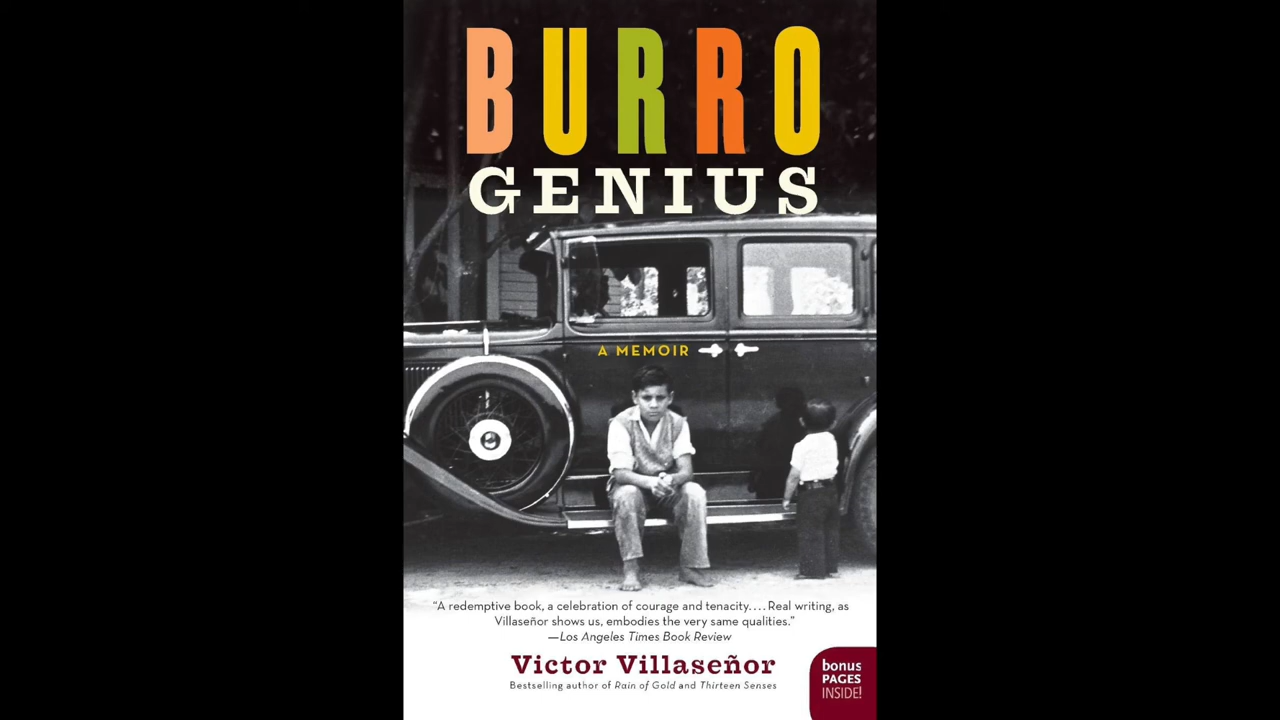 BURRO
GENIUS
A MEMOIR
“A redemptive book, a celebration of courage and tenacity....Real writing, as
Villaseñor shows us, embodies the very same qualities.”
—Los Angeles Times Book Review
Victor Villaseñor
Bestselling author of Rain of Gold and Thirteen Senses
bonus
PAGES
INSIDE!